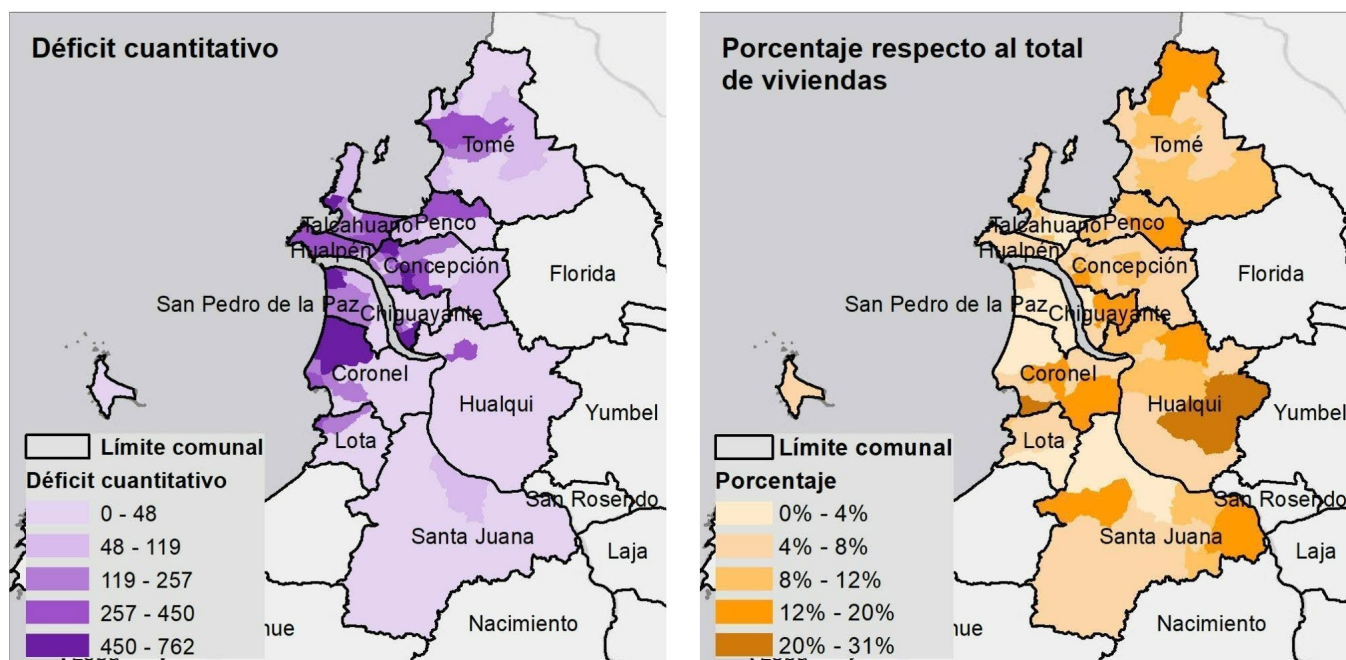 Déficit cuantitativo
Tomé
Talcahuano
Penco
Hualpén
Concepción
Florida
San Pedro de la Paz
Chiguayante
Coronel
Hualqui
Yumbel
Lota
San Rosendo
Santa Juana
Laja
Nacimiento
Límite comunal
Déficit cuantitativo
0 - 48
48 - 119
119 - 257
257 - 450
450 - 762
Porcentaje respecto al total
de viviendas
Tomé
Talcahuano
Penco
Hualpén
Concepción
Florida
San Pedro de la Paz
Chiguayante
Coronel
Hualqui
Yumbel
Lota
San Rosendo
Santa Juana
Laja
Nacimiento
Límite comunal
Porcentaje
0% - 4%
4% - 8%
8% - 12%
12% - 20%
20% - 31%